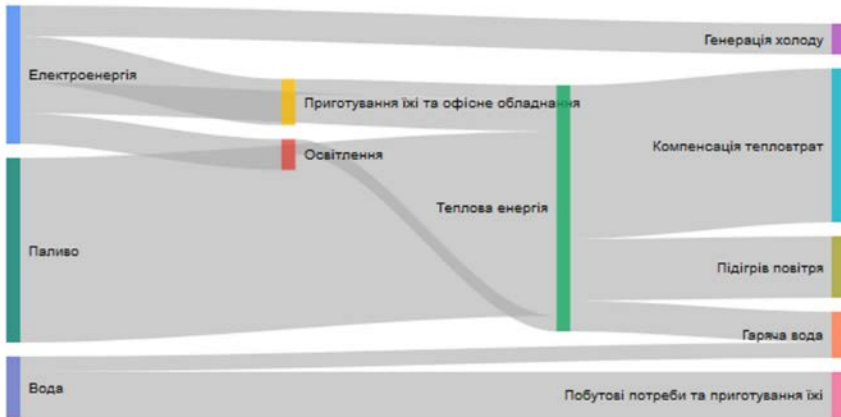 Генерація холоду
Електроенергія
Приготування їжі та офісне обладнання
Компенсація тепловтрат
Освітлення
Теплова енергія
Паливо
Підігрів повітря
Гаряча вода
Вода
Побутові потреби та приготування їжі